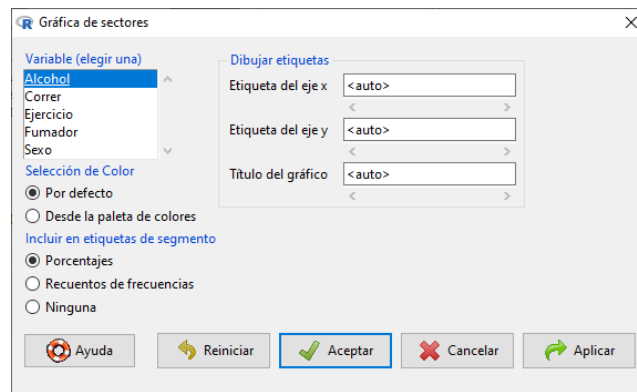 Gráfica de sectores
Variable (elegir una)
Alcohol
Correr
Ejercicio
Fumador
Sexo
Selección de Color
Por defecto
Desde la paleta de colores
Incluir en etiquetas de segmento
Porcentajes
Recuentos de frecuencias
Ninguna
Dibujar etiquetas
Etiqueta del eje x
<auto>
Etiqueta del eje y
<auto>
Título del gráfico
<auto>
Ayuda
Reiniciar
Aceptar
Cancelar
Aplicar